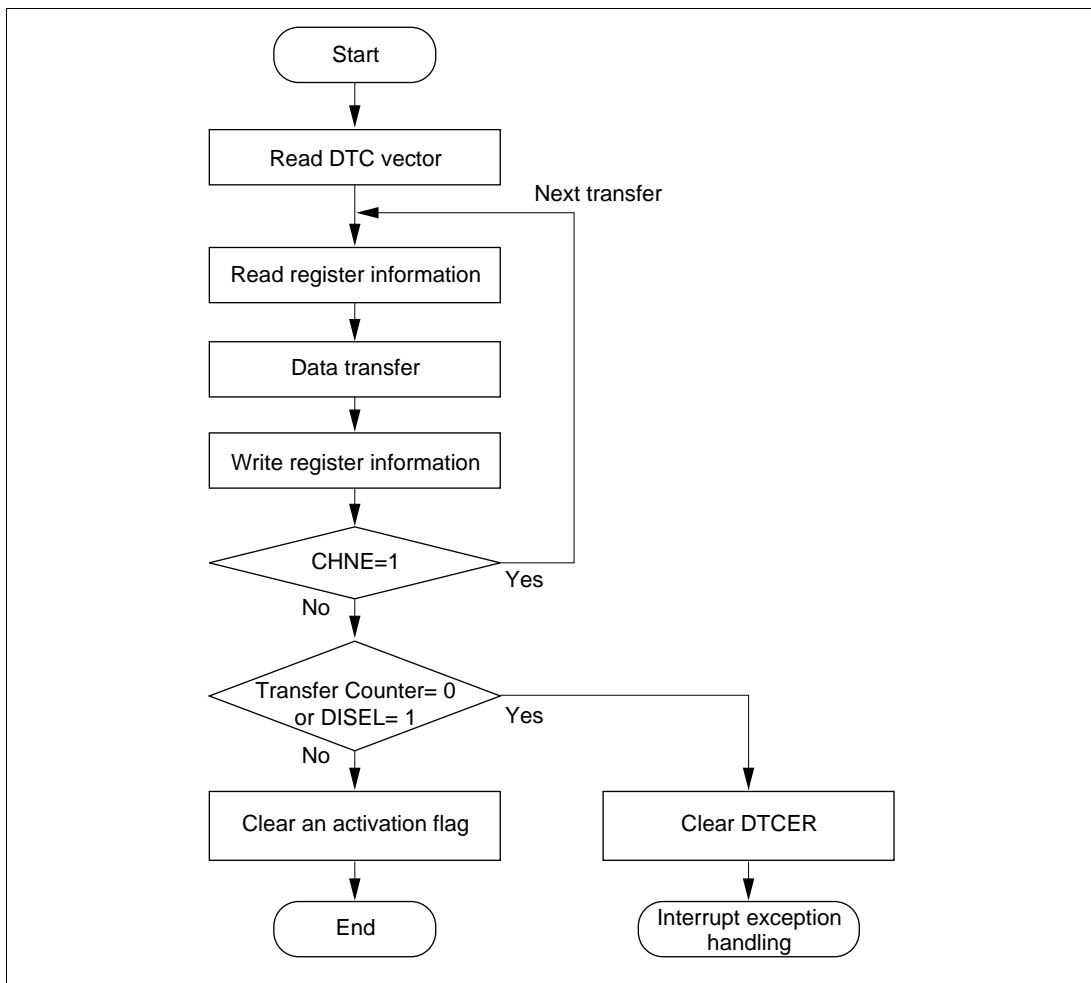 Start
Read DTC vector
Next transfer
Read register information
Data transfer
Write register information
CHNE=1
Yes
No
Transfer Counter= 0
or DISEL= 1
Yes
No
Clear an activation flag
Clear DTCER
End
Interrupt exception
handling